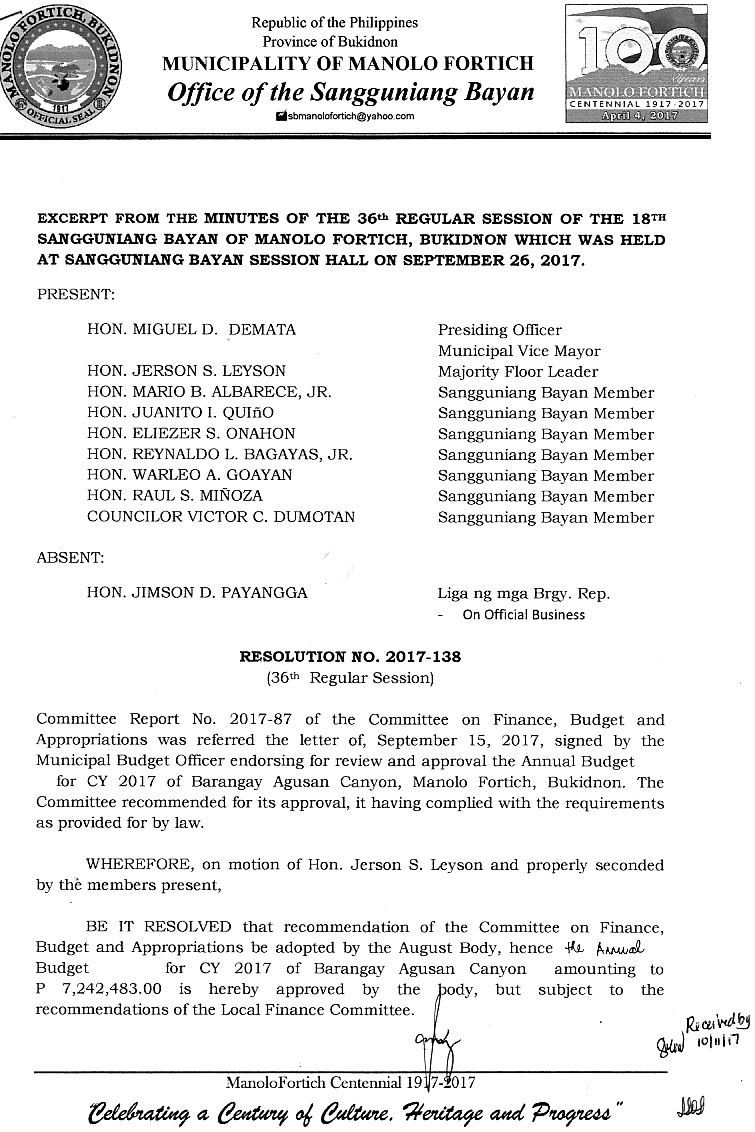 MANOLO FORTICH, BUKIDNON
1917
OFFICIAL SEAL
Republic of the Philippines
Province of Bukidnon
MUNICIPALITY OF MANOLO FORTICH
Office of the Sangguniang Bayan
sbmanolofortich@yahoo.com
100
Years
MANOLO FORTICH
CENTENNIAL 1917-2017
April 4, 2017
EXCERPT FROM THE MINUTES OF THE 36th REGULAR SESSION OF THE 18TH
SANGGUNIANG BAYAN OF MANOLO FORTICH, BUKIDNON WHICH WAS HELD
AT SANGGUNIANG BAYAN SESSION HALL ON SEPTEMBER 26, 2017.
PRESENT:
HON. MIGUEL D. DEMATA Presiding Officer
Municipal Vice Mayor
HON. JERSON S. LEYSON Majority Floor Leader
HON. MARIO B. ALBARECE, JR. Sangguniang Bayan Member
HON. JUANITO I. QUIñO Sangguniang Bayan Member
HON. ELIEZER S. ONAHON Sangguniang Bayan Member
HON. REYNALDO L. BAGAYAS, JR. Sangguniang Bayan Member
HON. WARLEO A. GOAYAN Sangguniang Bayan Member
HON. RAUL S. MIÑOZA Sangguniang Bayan Member
COUNCILOR VICTOR C. DUMOTAN Sangguniang Bayan Member
ABSENT:
HON. JIMSON D. PAYANGGA Liga ng mga Brgy. Rep.
- On Official Business
RESOLUTION NO. 2017-138
(36th Regular Session)
Committee Report No. 2017-87 of the Committee on Finance, Budget and
Appropriations was referred the letter of, September 15, 2017, signed by the
Municipal Budget Officer endorsing for review and approval the Annual Budget
for CY 2017 of Barangay Agusan Canyon, Manolo Fortich, Bukidnon. The
Committee recommended for its approval, it having complied with the requirements
as provided for by law.
WHEREFORE, on motion of Hon. Jerson S. Leyson and properly seconded
by the members present,
BE IT RESOLVED that recommendation of the Committee on Finance,
Budget and Appropriations be adopted by the August Body, hence the Annual
Budget for CY 2017 of Barangay Agusan Canyon amounting to
P 7,242,483.00 is hereby approved by the body, but subject to the
recommendations of the Local Finance Committee.
Received by
10/11/17
ManoloFortich Centennial 1917-2017
"Celebrating a Century of Culture, Heritage and Progress"